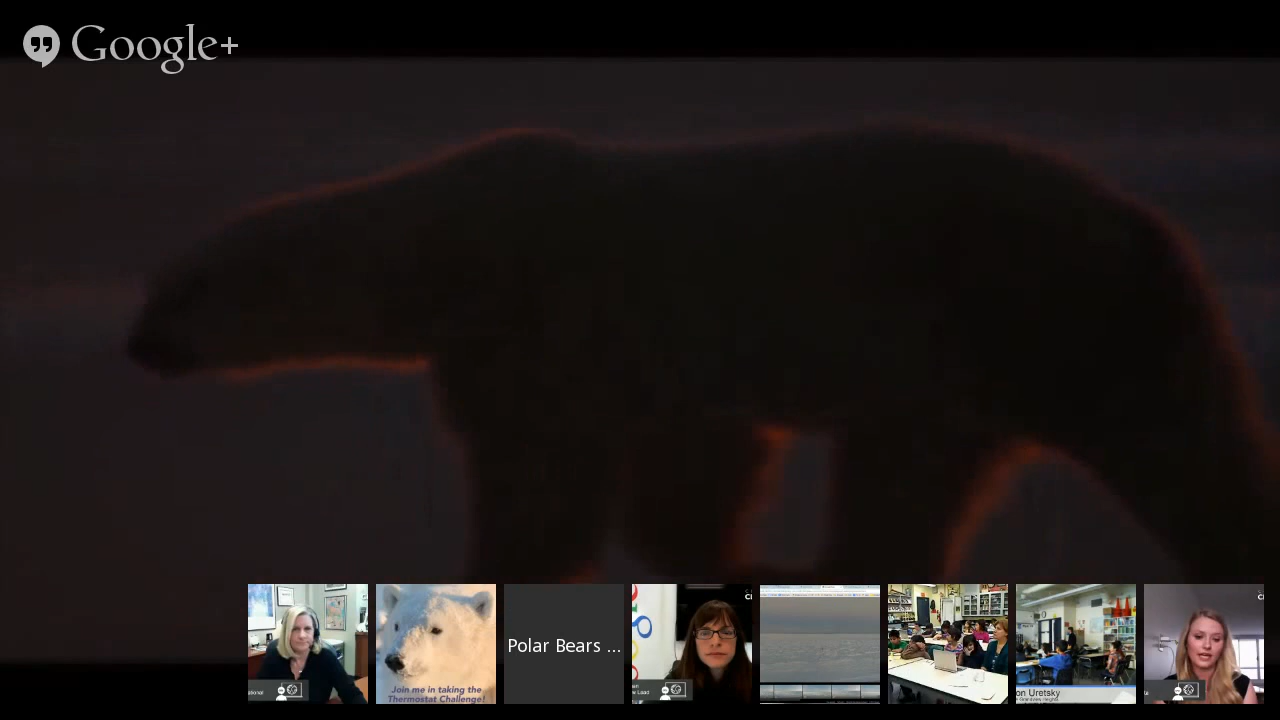 Google+
Join me in taking the
Thermostat Challenge!
Polar Bears ...
on Uretsky